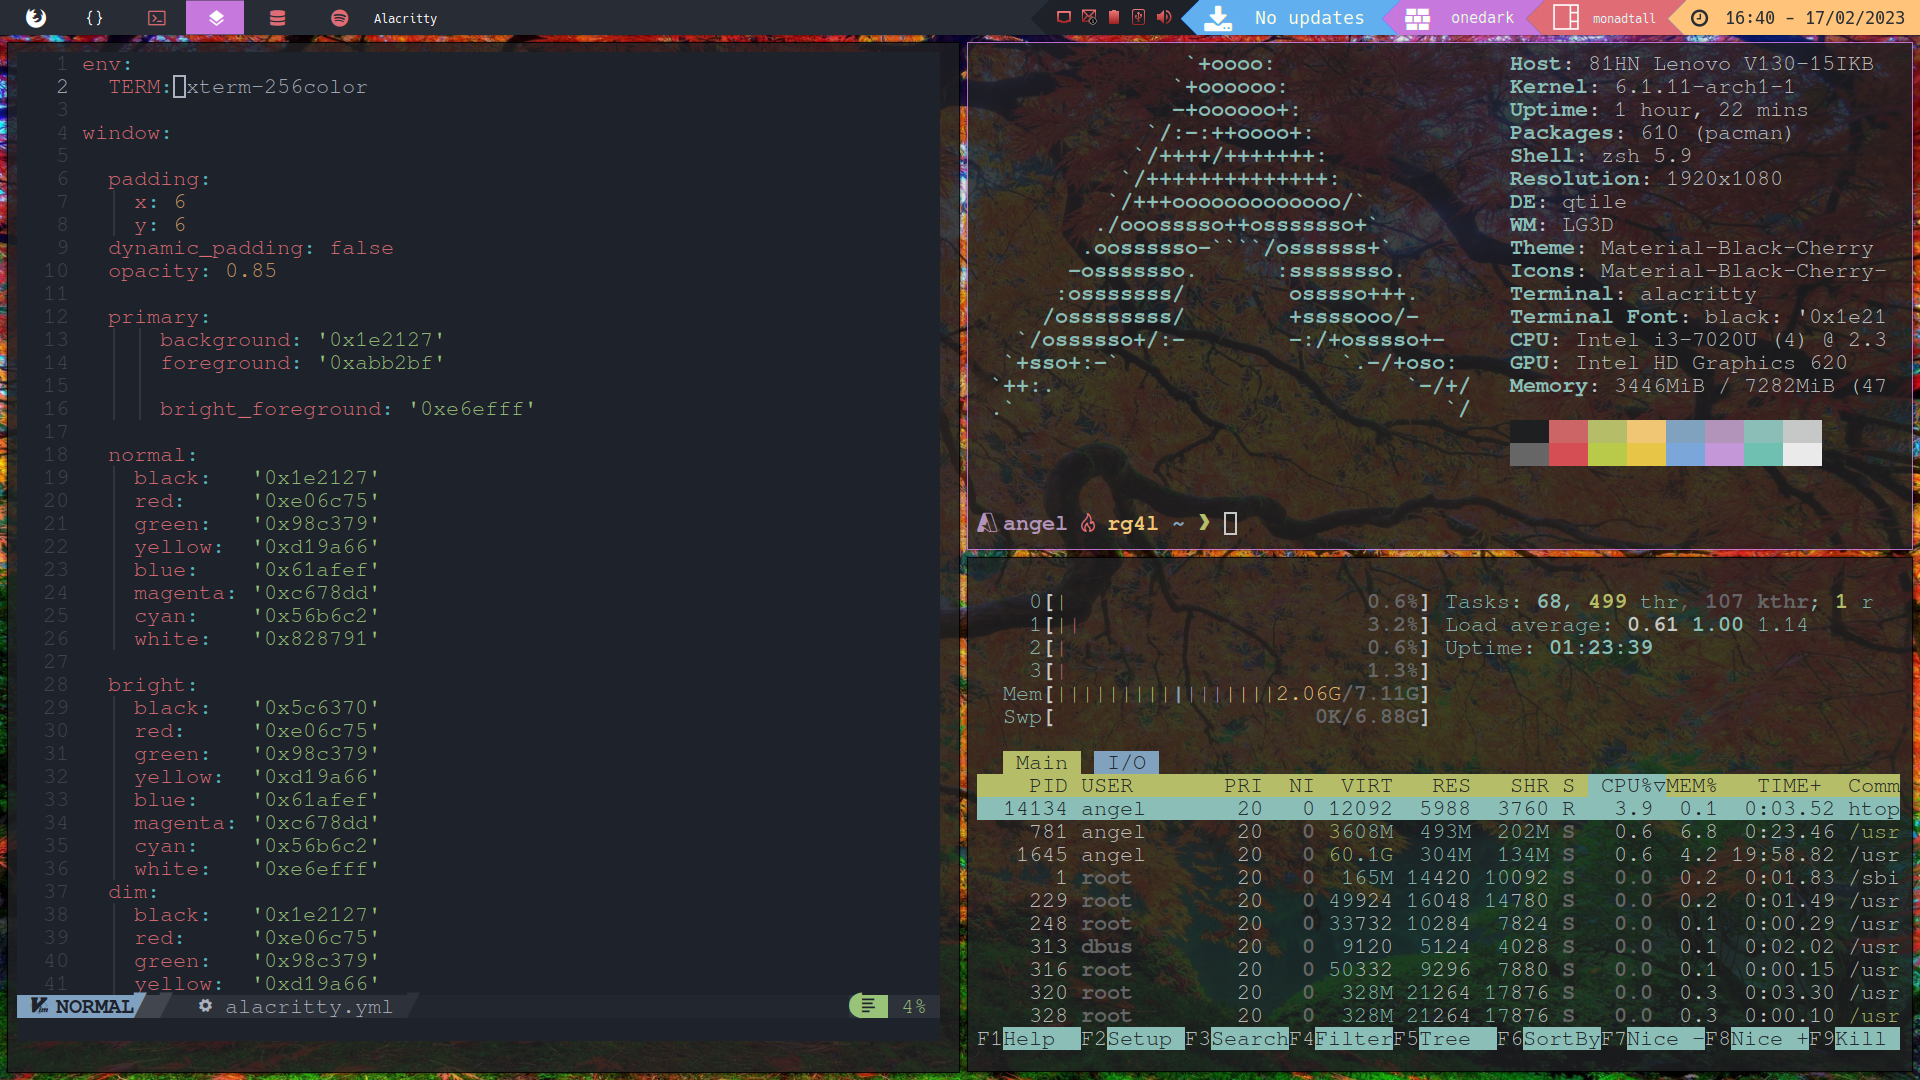 {} Alacritty No updates onedark monadtall 16:40 - 17/02/2023
1 env:
2 TERM: xterm-256color
3
4 window:
5
6 padding:
7 x: 6
8 y: 6
9 dynamic_padding: false
10 opacity: 0.85
11
12 primary:
13 background: '0x1e2127'
14 foreground: '0xabb2bf'
15
16 bright_foreground: '0xe6efff'
17
18 normal:
19 black: '0x1e2127'
20 red: '0xe06c75'
21 green: '0x98c379'
22 yellow: '0xd19a66'
23 blue: '0x61afef'
24 magenta: '0xc678dd'
25 cyan: '0x56b6c2'
26 white: '0x828791'
27
28 bright:
29 black: '0x5c6370'
30 red: '0xe06c75'
31 green: '0x98c379'
32 yellow: '0xd19a66'
33 blue: '0x61afef'
34 magenta: '0xc678dd'
35 cyan: '0x56b6c2'
36 white: '0xe6efff'
37 dim:
38 black: '0x1e2127'
39 red: '0xe06c75'
40 green: '0x98c379'
41 yellow: '0xd19a66'
NORMAL alacritty.yml 4%
`+oooo:
`+oooooo:
-+oooooo+:
`/:-:++oooo+:
`/++++/+++++++:
`/++++++++++++++:
`/+++ooooooooooooo/`
./ooosssso++osssssso+`
.oossssso-````/ossssss+`
-osssssso. :ssssssso.
:osssssss/ osssso+++.
/ossssssss/ +ssssooo/-
`/ossssso+/:- -:/+osssso+-
`+sso+:-` `.-/+oso:
`++:. `-/+/
.` `/
Host: 81HN Lenovo V130-15IKB
Kernel: 6.1.11-arch1-1
Uptime: 1 hour, 22 mins
Packages: 610 (pacman)
Shell: zsh 5.9
Resolution: 1920x1080
DE: qtile
WM: LG3D
Theme: Material-Black-Cherry
Icons: Material-Black-Cherry-
Terminal: alacritty
Terminal Font: black: '0x1e21
CPU: Intel i3-7020U (4) @ 2.3
GPU: Intel HD Graphics 620
Memory: 3446MiB / 7282MiB (47
angel rg4l ~ ❯
0[| 0.6%] Tasks: 68, 499 thr, 107 kthr; 1 r
1[|| 3.2%] Load average: 0.61 1.00 1.14
2[| 0.6%] Uptime: 01:23:39
3[| 1.3%]
Mem[|||||||||||||||||2.06G/7.11G]
Swp[ 0K/6.88G]
Main I/O
PID USER PRI NI VIRT RES SHR S CPU%▽MEM% TIME+ Comm
14134 angel 20 0 12092 5988 3760 R 3.9 0.1 0:03.52 htop
781 angel 20 0 3608M 493M 202M S 0.6 6.8 0:23.46 /usr
1645 angel 20 0 60.1G 304M 134M S 0.6 4.2 19:58.82 /usr
1 root 20 0 165M 14420 10092 S 0.0 0.2 0:01.83 /sbi
229 root 20 0 49924 16048 14780 S 0.0 0.2 0:01.49 /usr
248 root 20 0 33732 10284 7824 S 0.0 0.1 0:00.29 /usr
313 dbus 20 0 9120 5124 4028 S 0.0 0.1 0:02.02 /usr
316 root 20 0 50332 9296 7880 S 0.0 0.1 0:00.15 /usr
320 root 20 0 328M 21264 17876 S 0.0 0.3 0:03.30 /usr
328 root 20 0 328M 21264 17876 S 0.0 0.3 0:00.10 /usr
F1Help F2Setup F3SearchF4FilterF5Tree F6SortByF7Nice -F8Nice +F9Kill